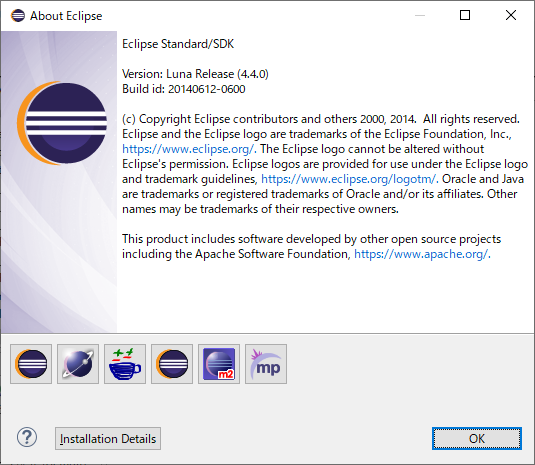 About Eclipse
Eclipse Standard/SDK
Version: Luna Release (4.4.0)
Build id: 20140612-0600
(c) Copyright Eclipse contributors and others 2000, 2014.  All rights reserved.
Eclipse and the Eclipse logo are trademarks of the Eclipse Foundation, Inc.,
https://www.eclipse.org/. The Eclipse logo cannot be altered without
Eclipse's permission. Eclipse logos are provided for use under the Eclipse logo
and trademark guidelines, https://www.eclipse.org/logotm/. Oracle and Java
are trademarks or registered trademarks of Oracle and/or its affiliates. Other
names may be trademarks of their respective owners.
This product includes software developed by other open source projects
including the Apache Software Foundation, https://www.apache.org/.
m2
mp
?
Installation Details
OK